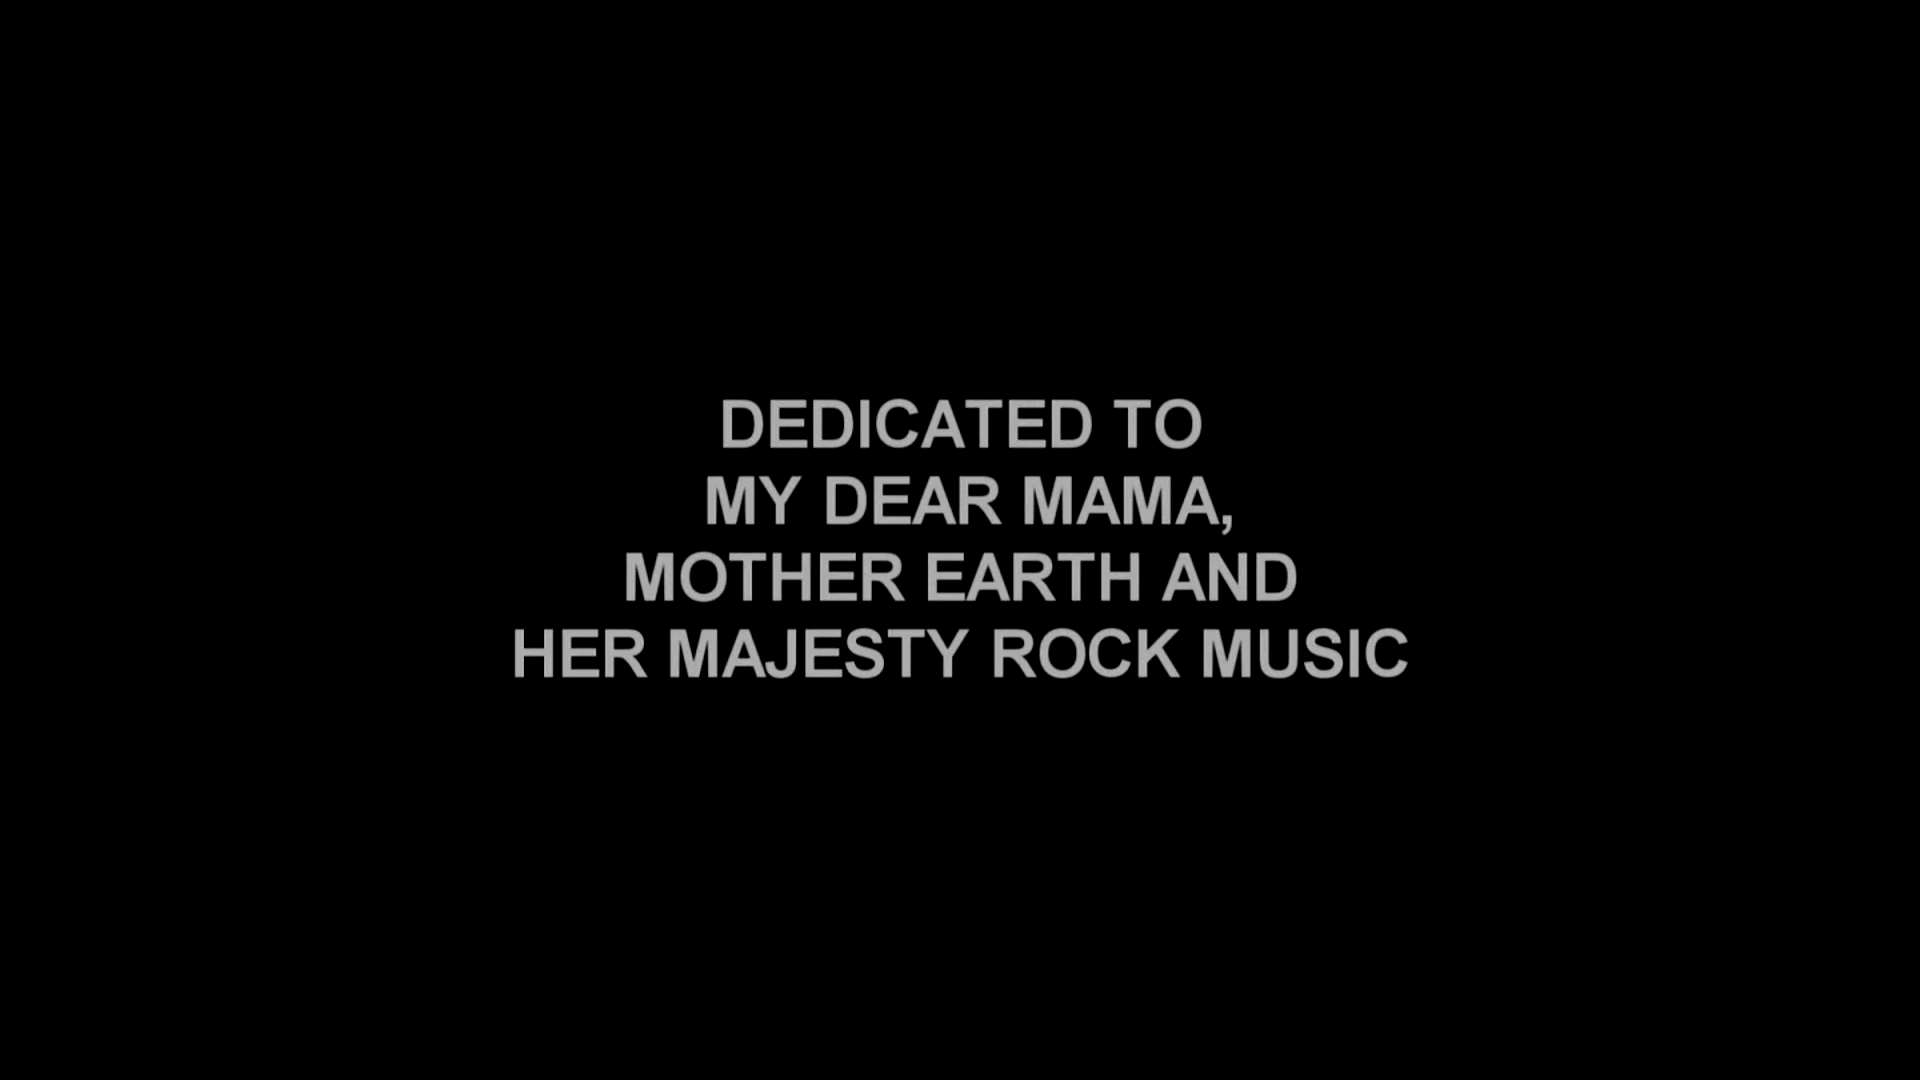 DEDICATED TO
MY DEAR MAMA,
MOTHER EARTH AND
HER MAJESTY ROCK MUSIC